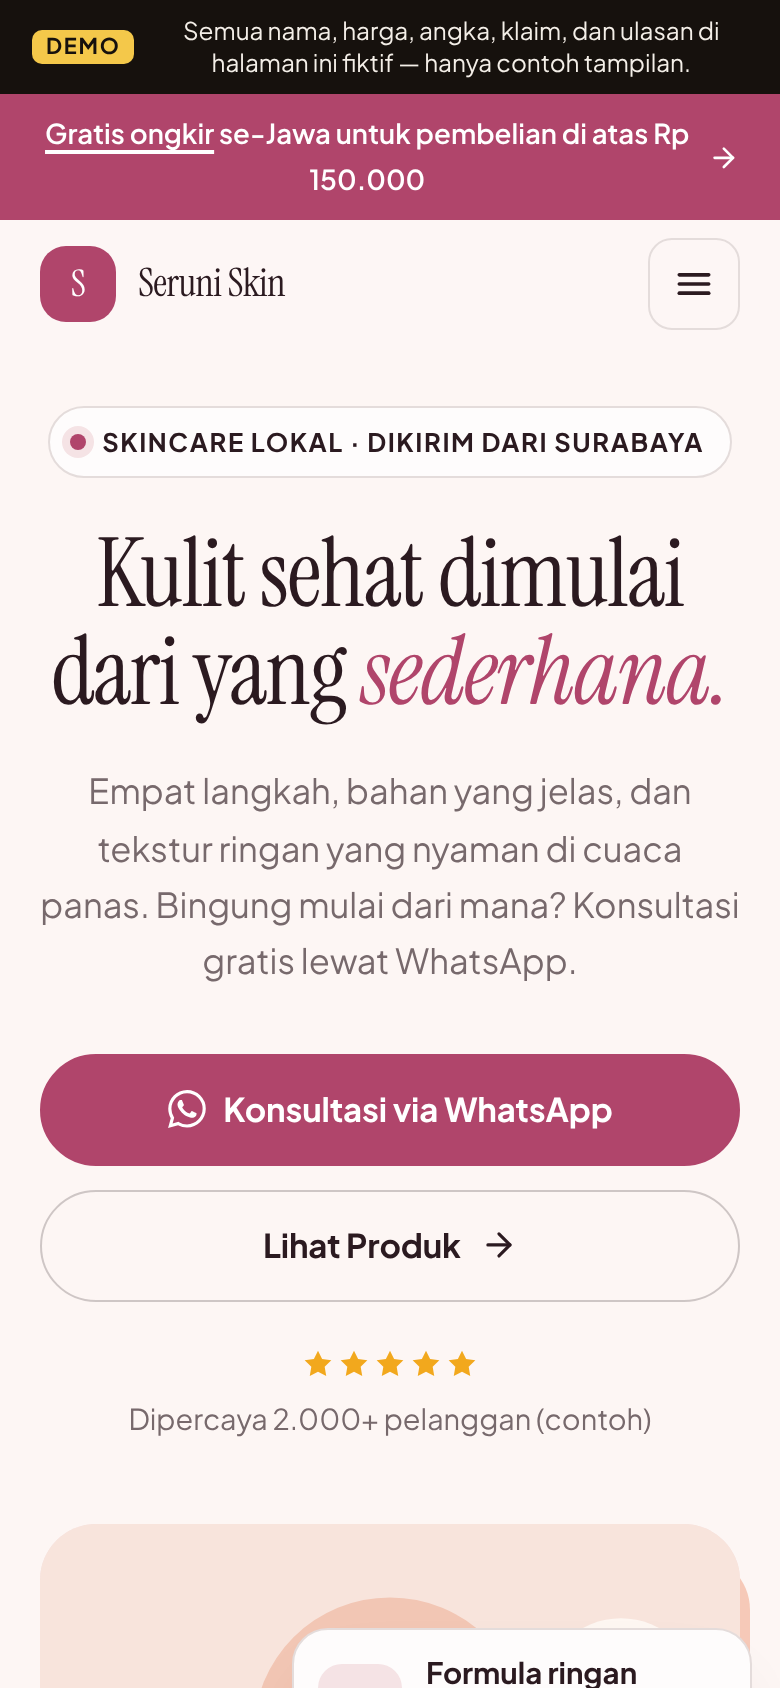 DEMO
Semua nama, harga, angka, klaim, dan ulasan di
halaman ini fiktif — hanya contoh tampilan.
Gratis ongkir se-Jawa untuk pembelian di atas Rp
150.000
S
Seruni Skin
SKINCARE LOKAL · DIKIRIM DARI SURABAYA
Kulit sehat dimulai
dari yang sederhana.
Empat langkah, bahan yang jelas, dan
tekstur ringan yang nyaman di cuaca
panas. Bingung mulai dari mana? Konsultasi
gratis lewat WhatsApp.
Konsultasi via WhatsApp
Lihat Produk
Dipercaya 2.000+ pelanggan (contoh)
Formula ringan